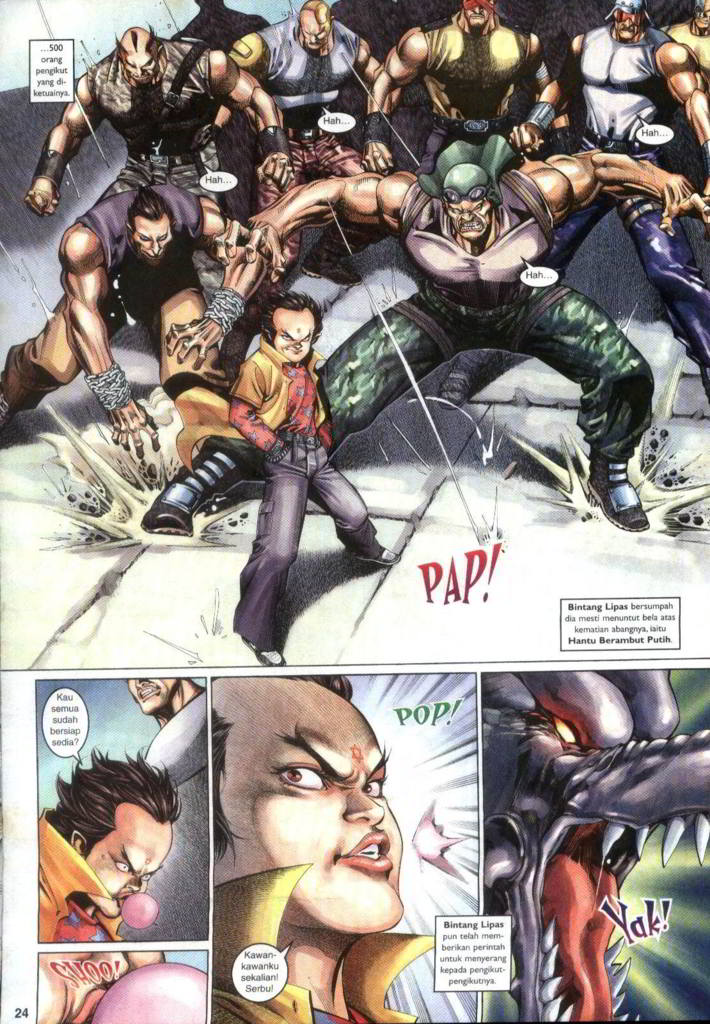 ...500
orang
pengikut
yang di-
ketuainya.
Hah...
Hah...
Hah...
Hah...
PAP!
Bintang Lipas bersumpah
dia mesti menuntut bela atas
kematian abangnya, iaitu
Hantu Berambut Putih.
Kau
semua
sudah
bersiap
sedia?
SHOO!
POP!
Kawan-
kawanku
sekalian!
Serbu!
Bintang Lipas
pun telah mem-
berikan perintah
untuk menyerang
kepada pengikut-
pengikutnya.
Yak!
24